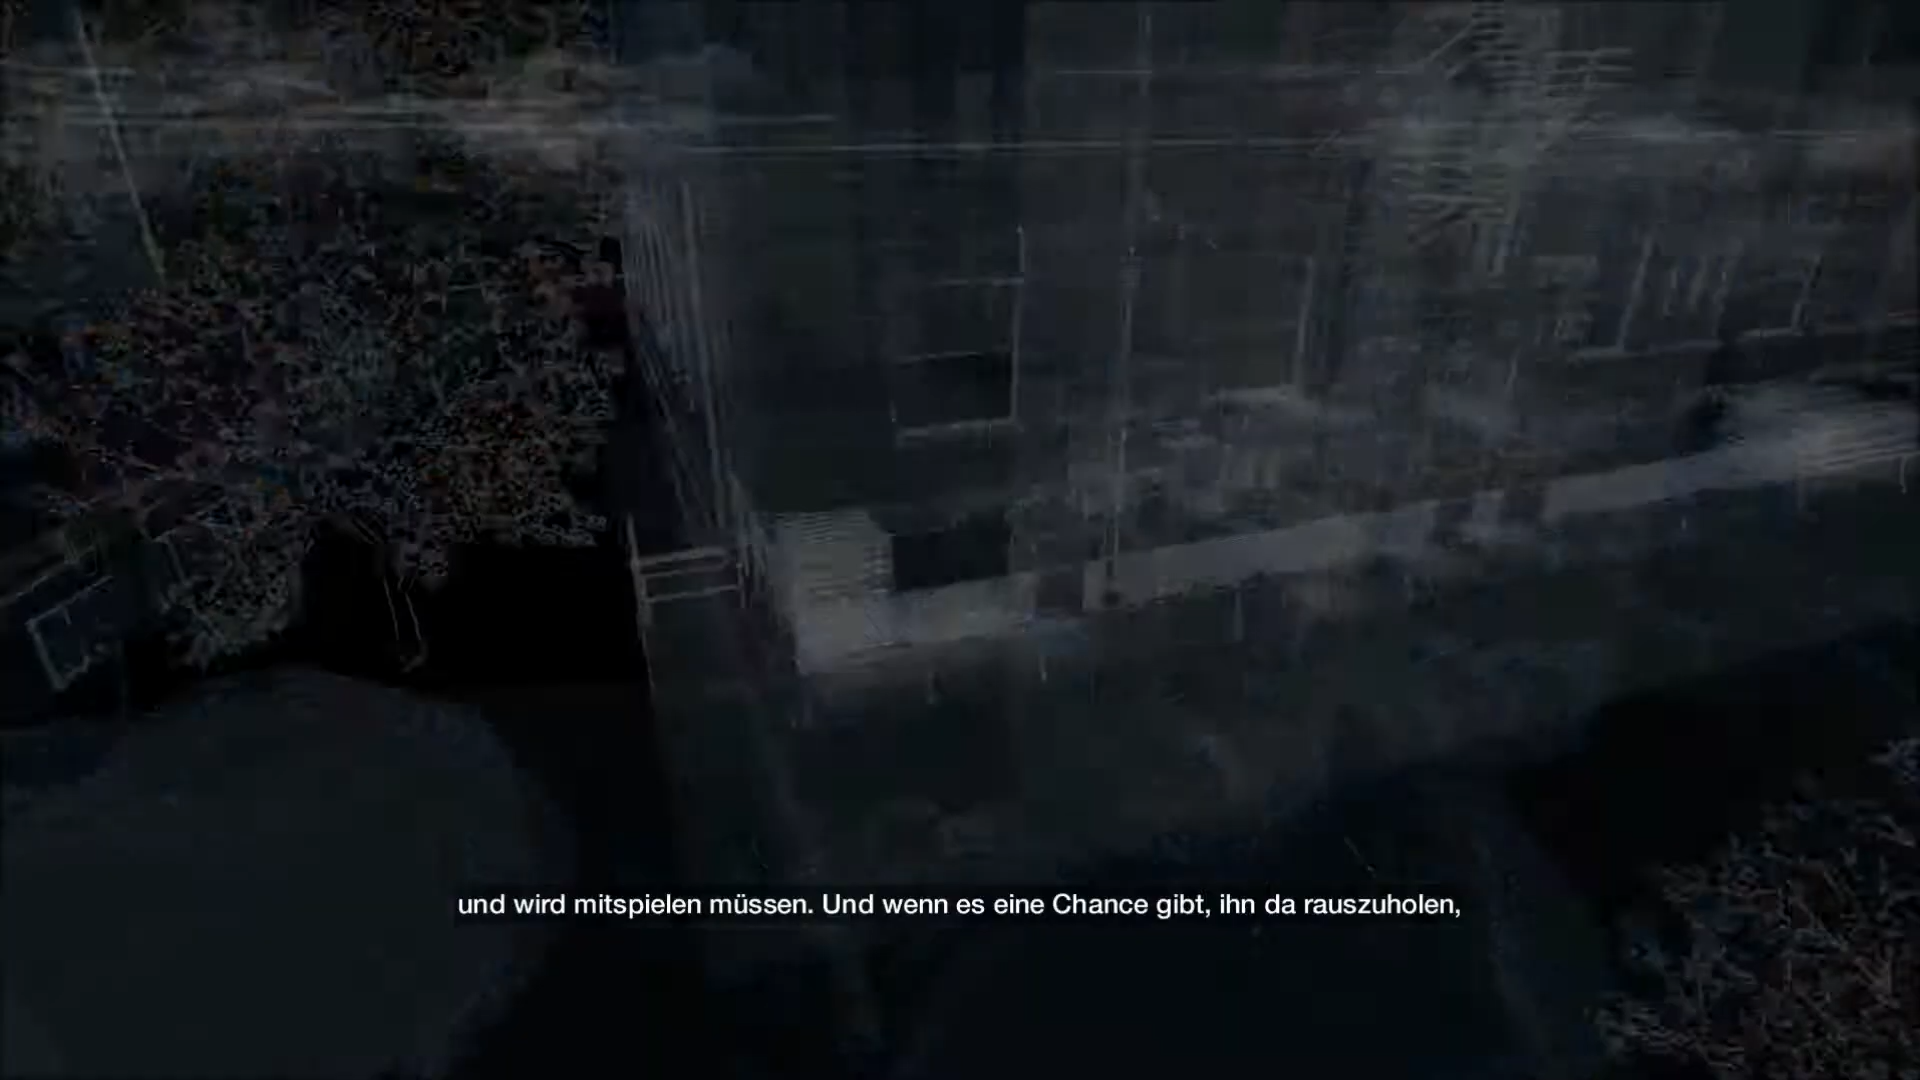 und wird mitspielen müssen. Und wenn es eine Chance gibt, ihn da rauszuholen,